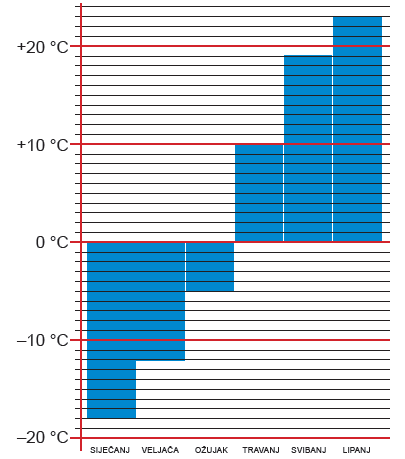 +20 °C
+10 °C
0 °C
–10 °C
–20 °C
SIJEČANJ VELJAČA OŽUJAK TRAVANJ SVIBANJ LIPANJ